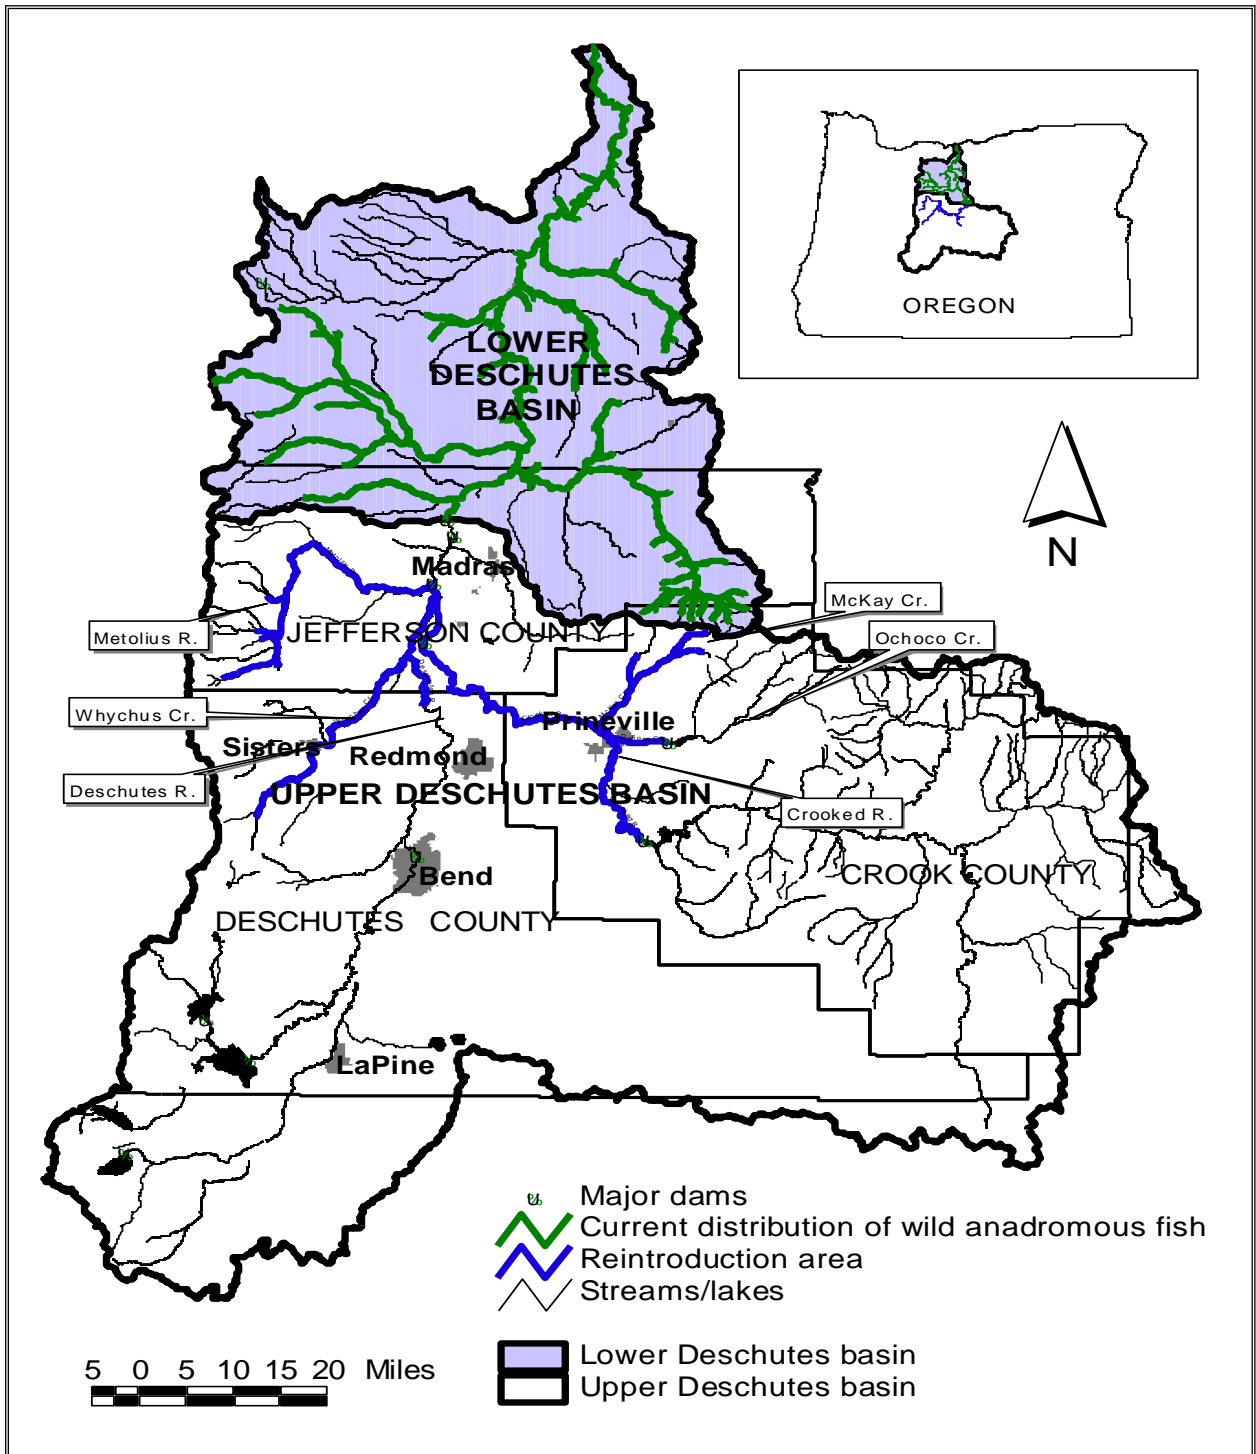 OREGON
LOWER
DESCHUTES
BASIN
N
Madras
McKay Cr.
Metolius R.
JEFFERSON COUNTY
Ochoco Cr.
Whychus Cr.
Prineville
Sisters
Redmond
Deschutes R.
UPPER DESCHUTES BASIN
Crooked R.
Bend
CROOK COUNTY
DESCHUTES COUNTY
LaPine
Major dams
Current distribution of wild anadromous fish
Reintroduction area
Streams/lakes
5 0 5 10 15 20 Miles
Lower Deschutes basin
Upper Deschutes basin